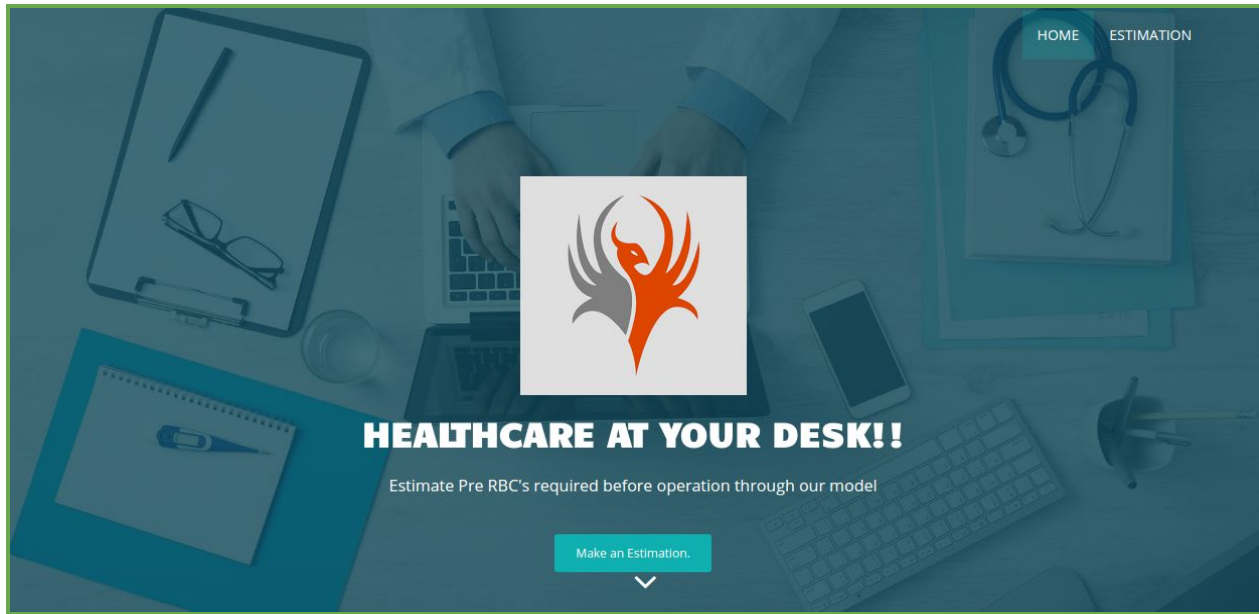 HOME ESTIMATION
HEALTHCARE AT YOUR DESK!!
Estimate Pre RBC's required before operation through our model
Make an Estimation.